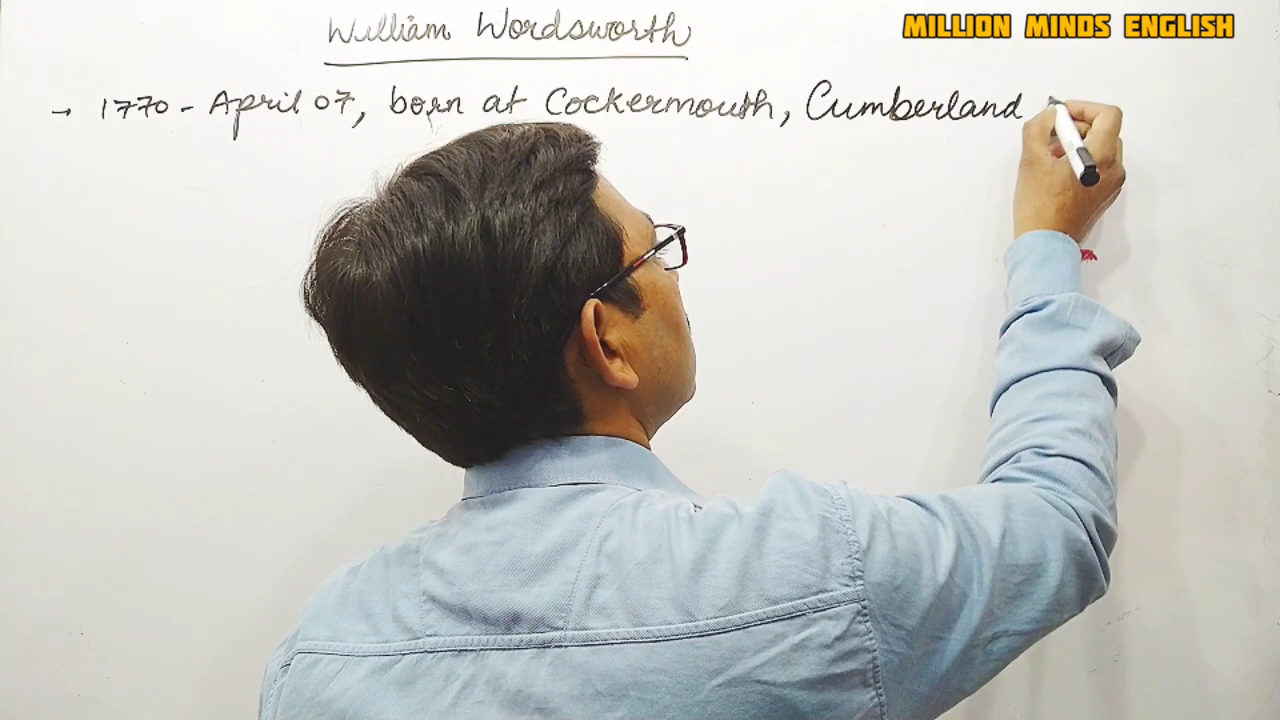 William Wordsworth
MILLION MINDS ENGLISH
→ 1770 - April 07, born at Cockermouth, Cumberland